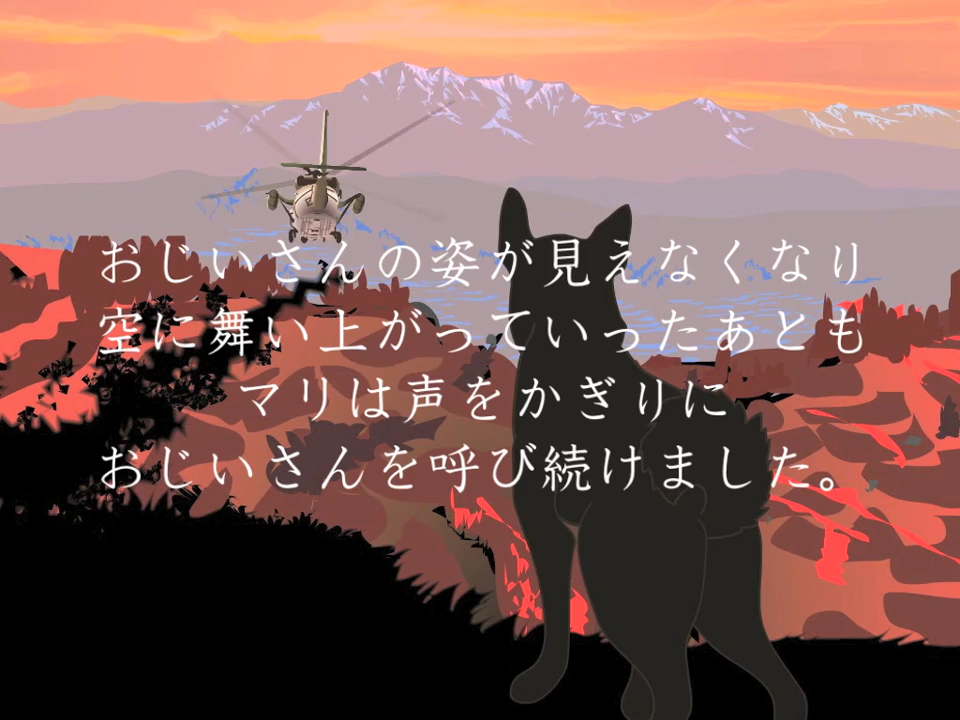 おじいさんの姿が見えなくなり
空に舞い上がっていったあとも
マリは声をかぎりに
おじいさんを呼び続けました。